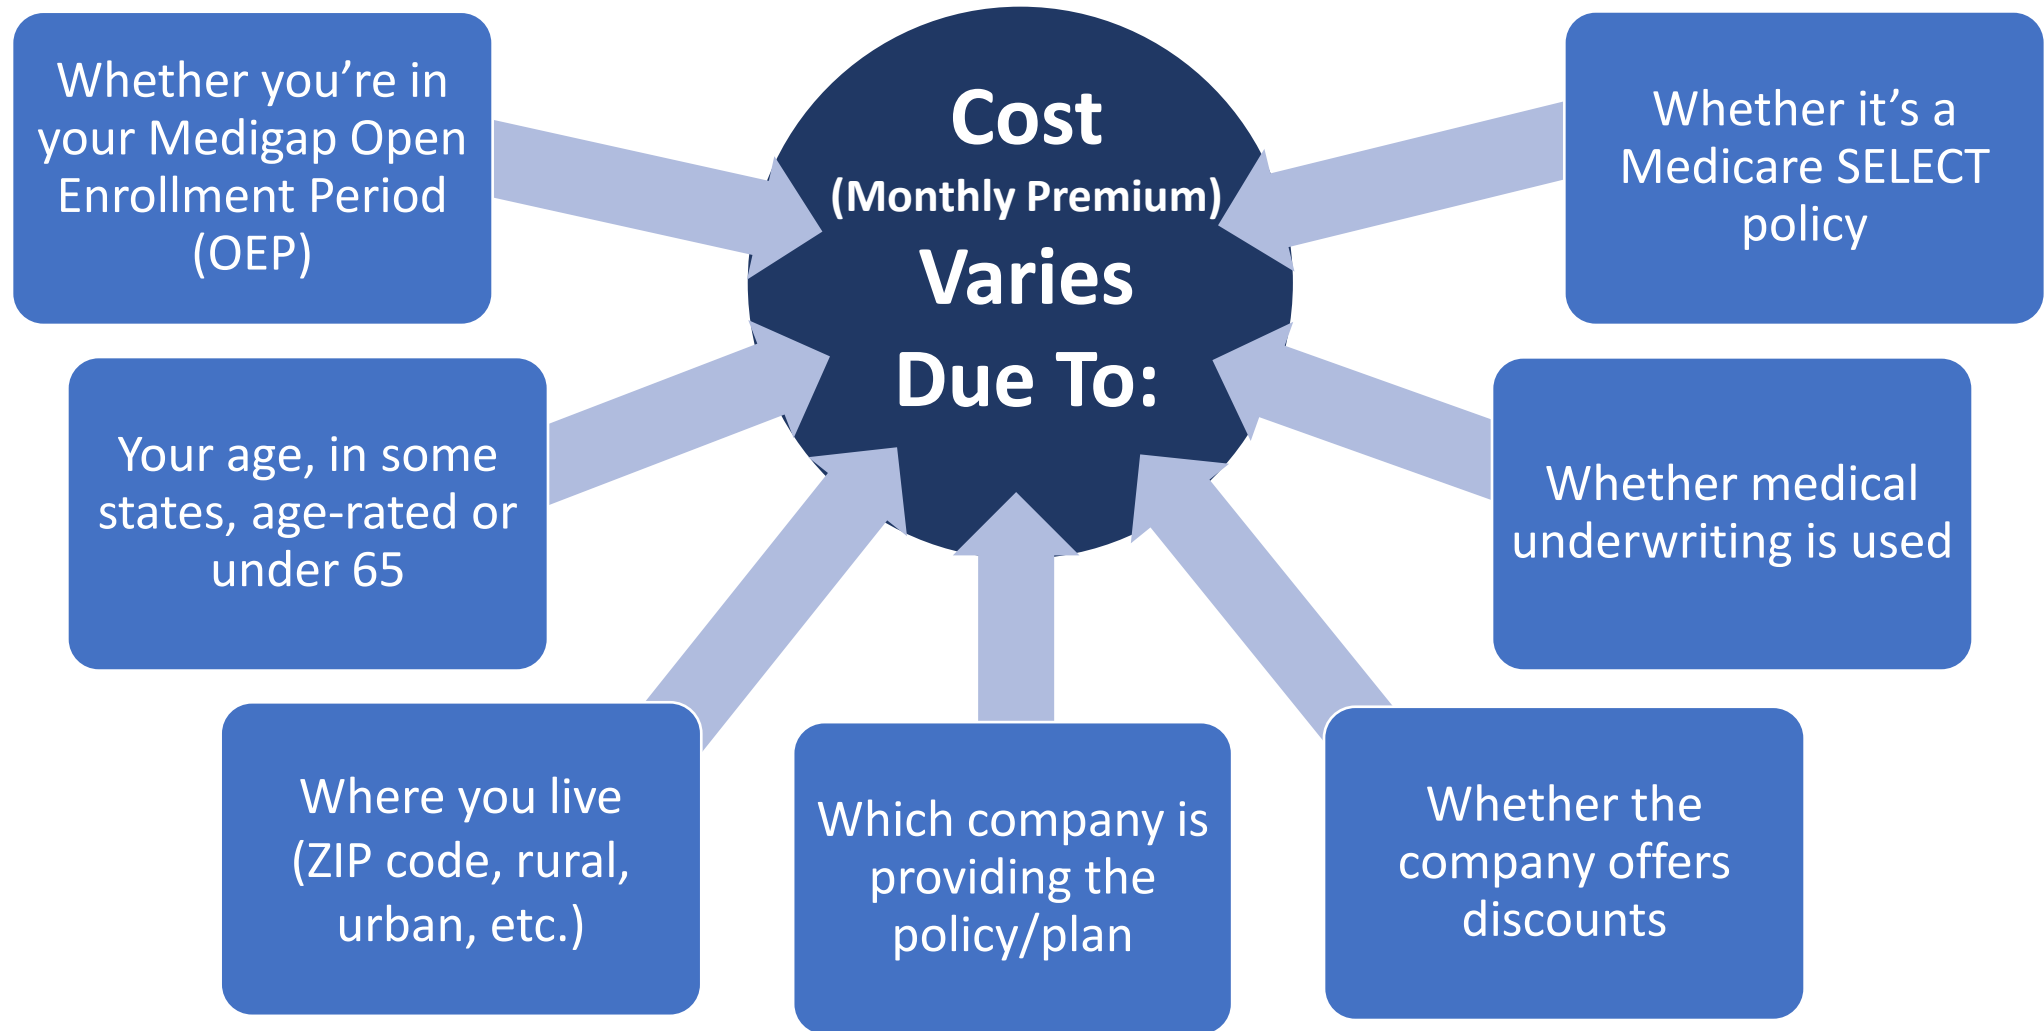 Cost
(Monthly Premium)
Varies
Due To:
Whether you’re in
your Medigap Open
Enrollment Period
(OEP)
Your age, in some
states, age-rated or
under 65
Where you live
(ZIP code, rural,
urban, etc.)
Which company is
providing the
policy/plan
Whether the
company offers
discounts
Whether medical
underwriting is used
Whether it’s a
Medicare SELECT
policy